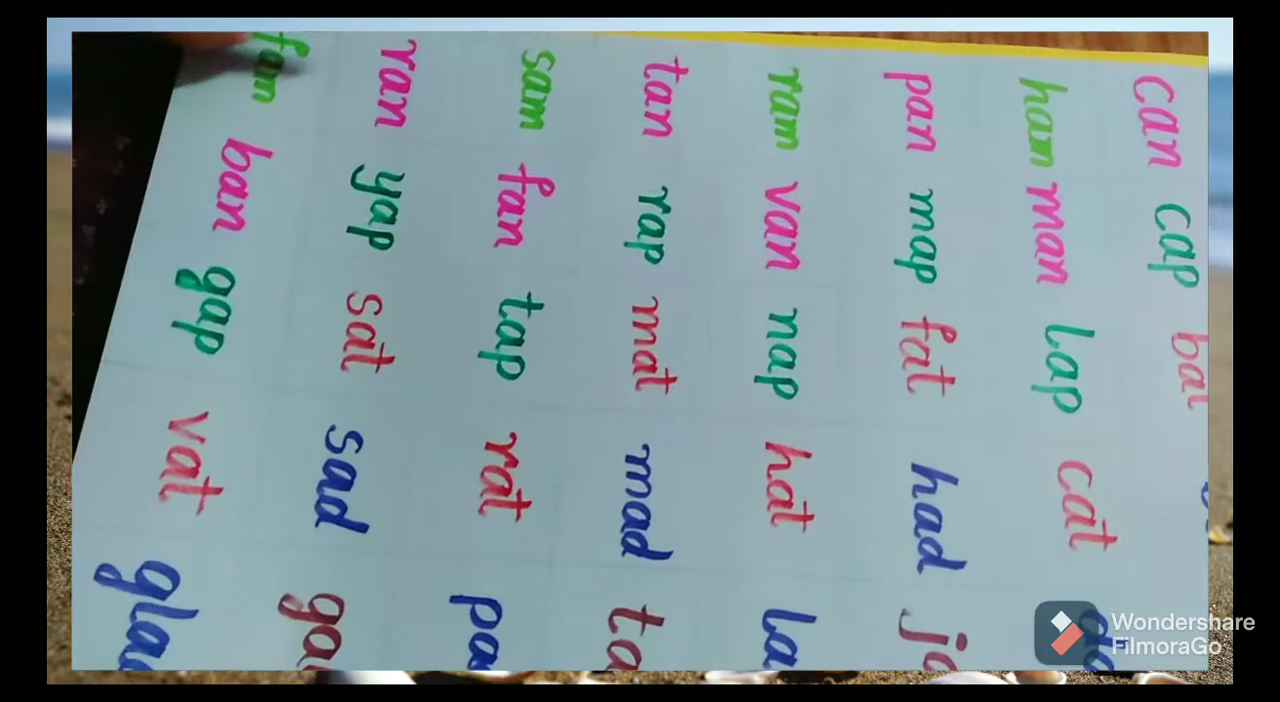 can cap
ham man lap cat
pan map fat had
ram van nap hat
tan rap mat mad
sam fan tap rat
ran yap sat sad
fam ban gap vat
Wondershare
FilmoraGo